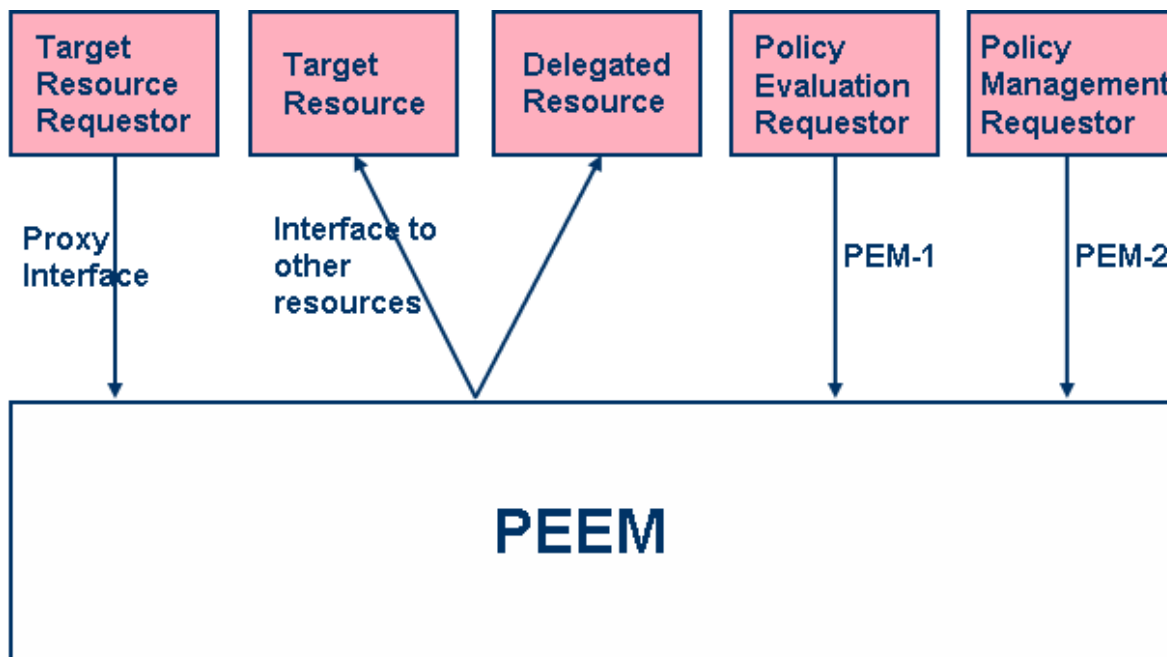 Target
Resource
Requestor
Target
Resource
Delegated
Resource
Policy
Evaluation
Requestor
Policy
Management
Requestor
Proxy
Interface
Interface to
other
resources
PEM-1
PEM-2
PEEM